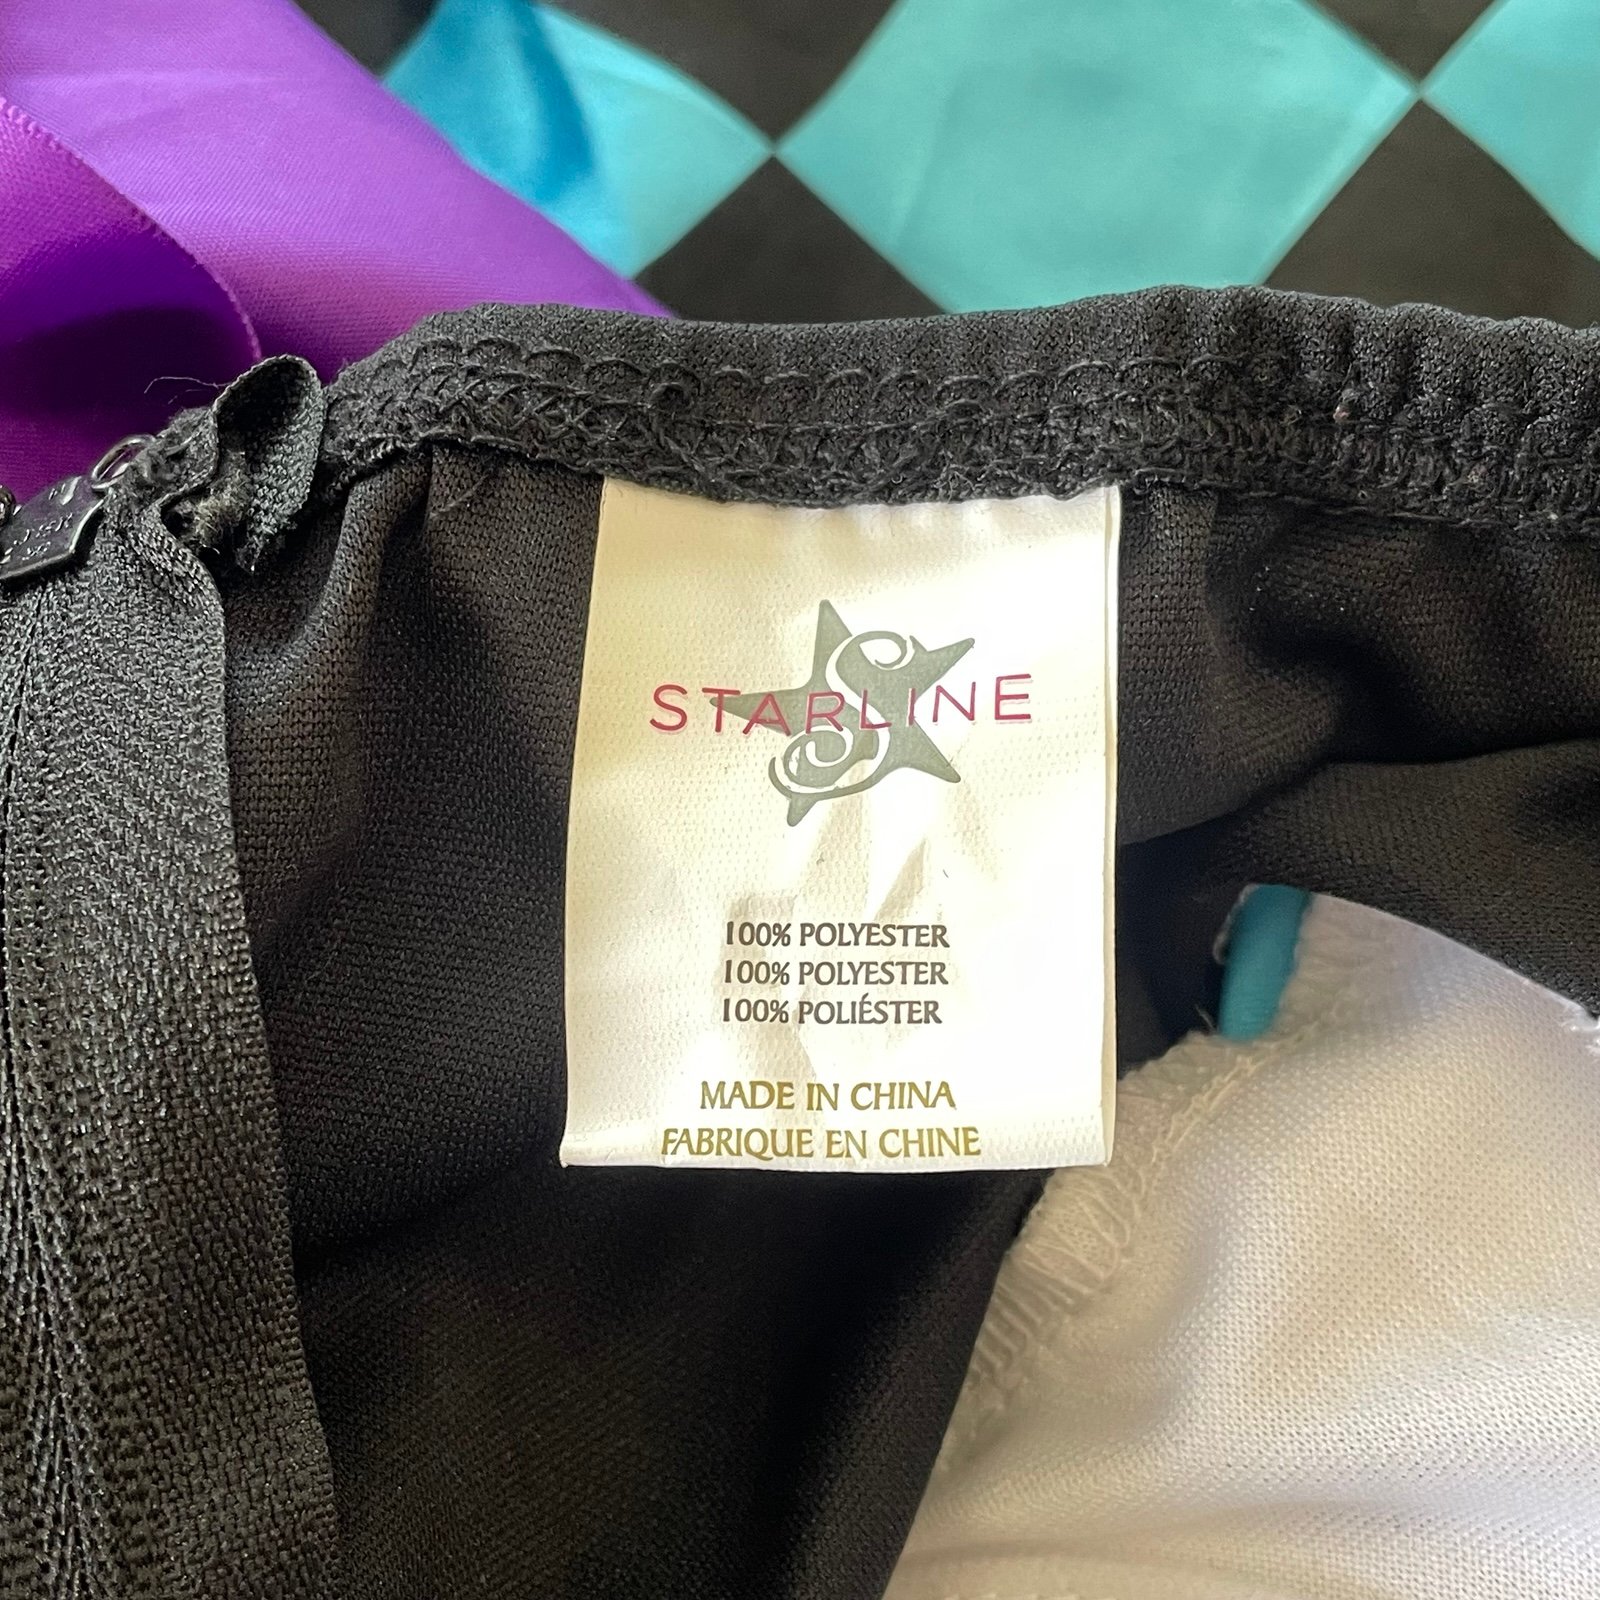 STARLINE
100% POLYESTER
100% POLYESTER
100% POLIÉSTER
MADE IN CHINA
FABRIQUE EN CHINE